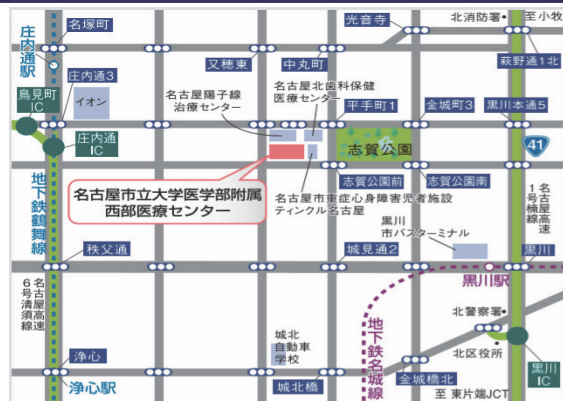 名塚町
光音寺
北消防署
至小牧
庄内通駅
又穂東
中丸町
萩野通1北
庄内通3
鳥見町
IC
イオン
名古屋陽子線
治療センター
名古屋北歯科保健
医療センター
平手町1
金城町3
黒川本通5
庄内通
IC
志賀公園
41
名古屋市立大学医学部附属
西部医療センター
志賀公園前
志賀公園南
名古屋市重症心身障害児者施設
ティンクル名古屋
地下鉄鶴舞線
黒川
市バスターミナル
名古屋高速
1号楠線
秩父通
城見通2
黒川
黒川駅
名古屋高速
6号清須線
地下鉄名城線
北警察署
城北
自動車
学校
北区役所
浄心
浄心駅
城北橋
金城橋北
黒川
IC
至 東片端JCT